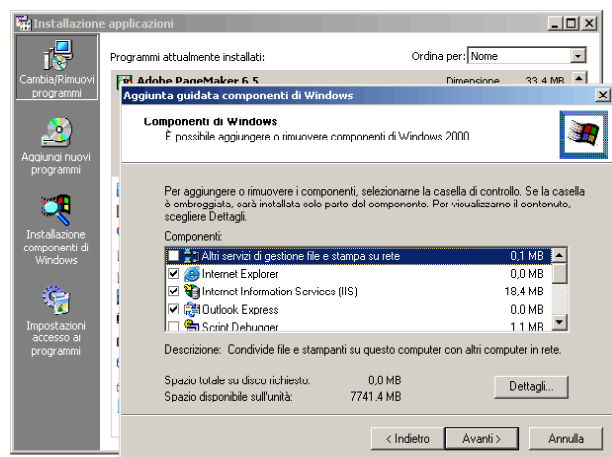 Installazione applicazioni
Cambia/Rimuovi programmi
Programmi attualmente installati:
Ordina per: Nome
Adobe PageMaker 6.5
Dimensione 33,4 MB
Aggiungi nuovi programmi
Installazione componenti di Windows
Impostazioni accesso ai programmi
Aggiunta guidata componenti di Windows
Componenti di Windows
È possibile aggiungere o rimuovere componenti di Windows 2000.
Per aggiungere o rimuovere i componenti, selezionarne la casella di controllo. Se la casella
è ombreggiata, sarà installata solo parte del componente. Per visualizzarne il contenuto,
scegliere Dettagli.
Componenti:
Altri servizi di gestione file e stampa su rete 0,1 MB
Internet Explorer 0,0 MB
Internet Information Services (IIS) 18,4 MB
Outlook Express 0.0 MB
Script Debugger 1.1 MB
Descrizione: Condivide file e stampanti su questo computer con altri computer in rete.
Spazio totale su disco richiesto: 0,0 MB
Spazio disponibile sull'unità: 7741.4 MB
Dettagli...
< Indietro
Avanti >
Annulla